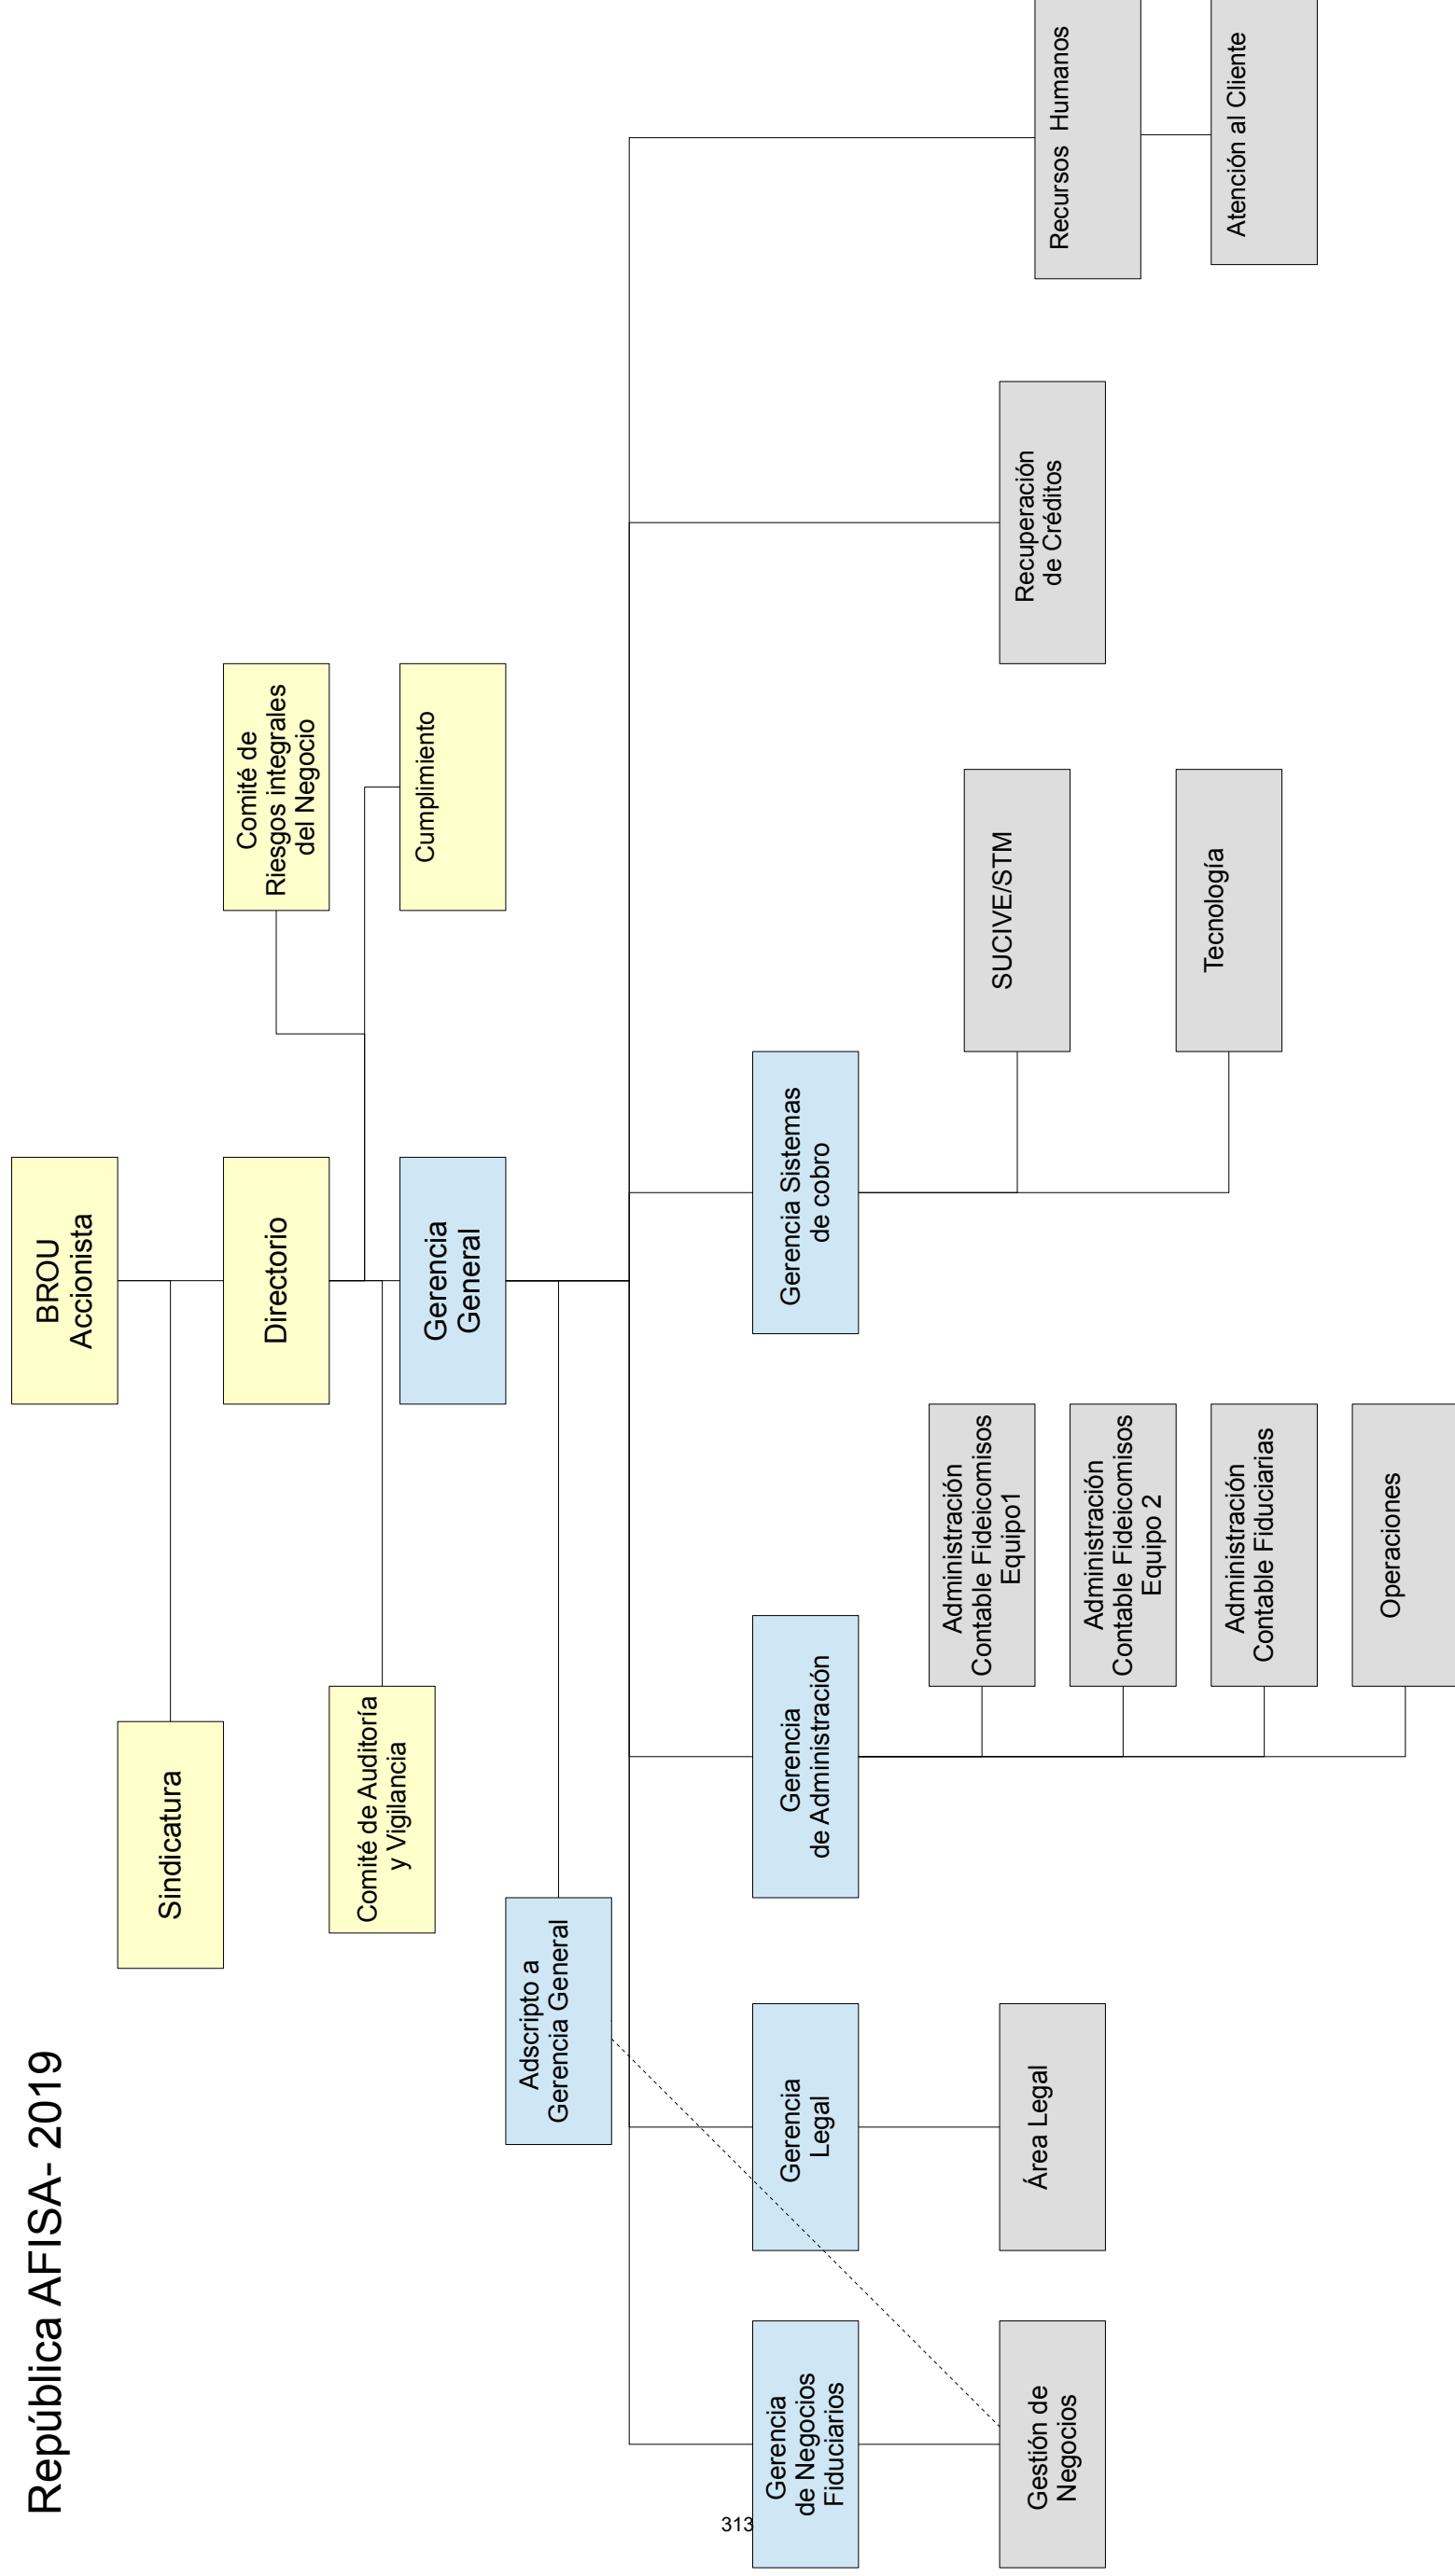 República AFISA- 2019
BROU
Accionista
Sindicatura
Directorio
Comité de
Riesgos integrales
del Negocio
Comité de Auditoría
y Vigilancia
Cumplimiento
Gerencia
General
Adscripto a
Gerencia General
Gerencia
de Negocios
Fiduciarios
Gerencia
Legal
Gerencia
de Administración
Gerencia Sistemas
de cobro
Gestión de
Negocios
Área Legal
Administración
Contable Fideicomisos
Equipo1
Administración
Contable Fideicomisos
Equipo 2
Administración
Contable Fiduciarias
Operaciones
SUCIVE/STM
Tecnología
Recuperación
de Créditos
Recursos  Humanos
Atención al Cliente
313